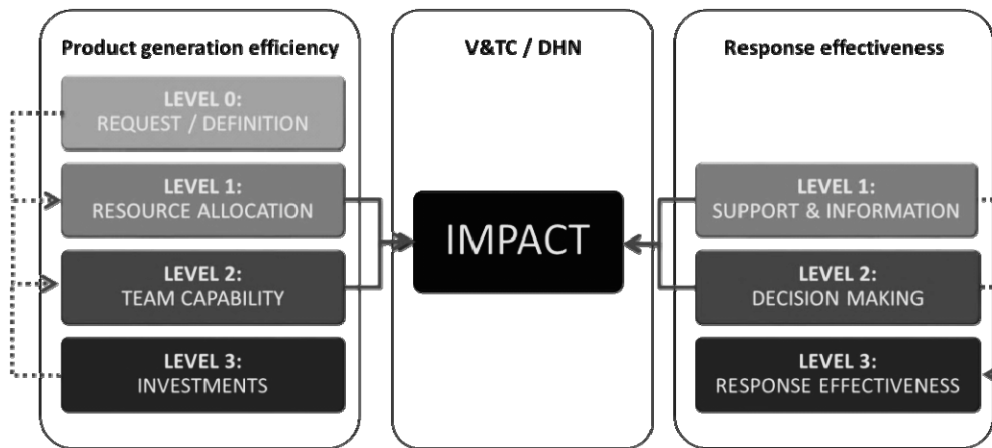 Product generation efficiency
LEVEL 0:
REQUEST / DEFINITION
LEVEL 1:
RESOURCE ALLOCATION
LEVEL 2:
TEAM CAPABILITY
LEVEL 3:
INVESTMENTS
V&TC / DHN
IMPACT
Response effectiveness
LEVEL 1:
SUPPORT & INFORMATION
LEVEL 2:
DECISION MAKING
LEVEL 3:
RESPONSE EFFECTIVENESS